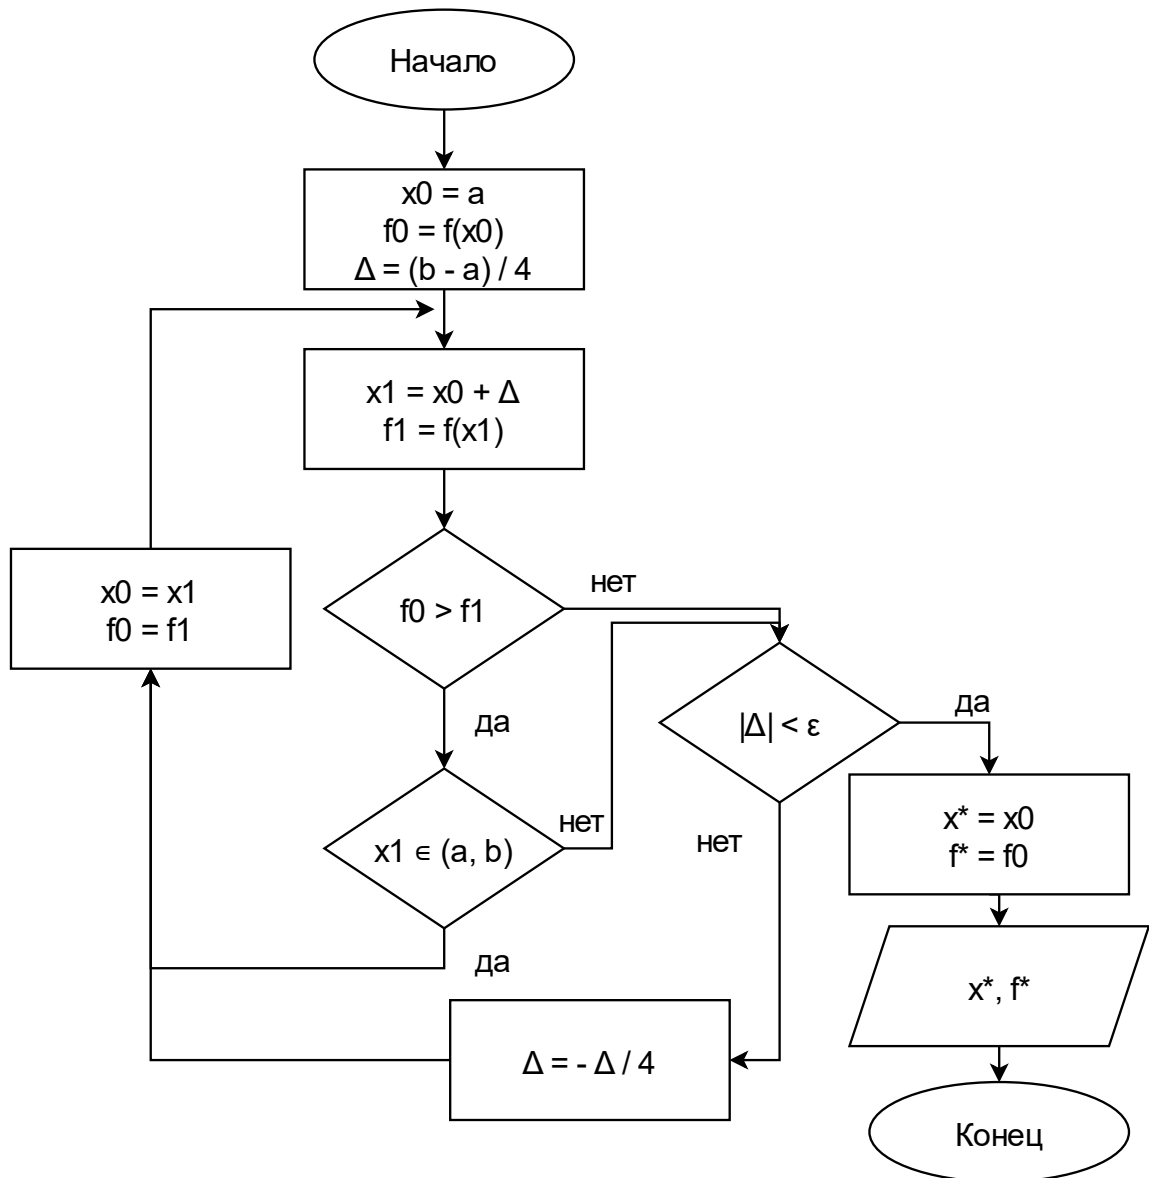 Начало
x0 = a
f0 = f(x0)
Δ = (b - a) / 4
x1 = x0 + Δ
f1 = f(x1)
x0 = x1
f0 = f1
f0 > f1
нет
да
|Δ| < ε
да
нет
x1 ∈ (a, b)
нет
да
x* = x0
f* = f0
x*, f*
Δ = - Δ / 4
Конец